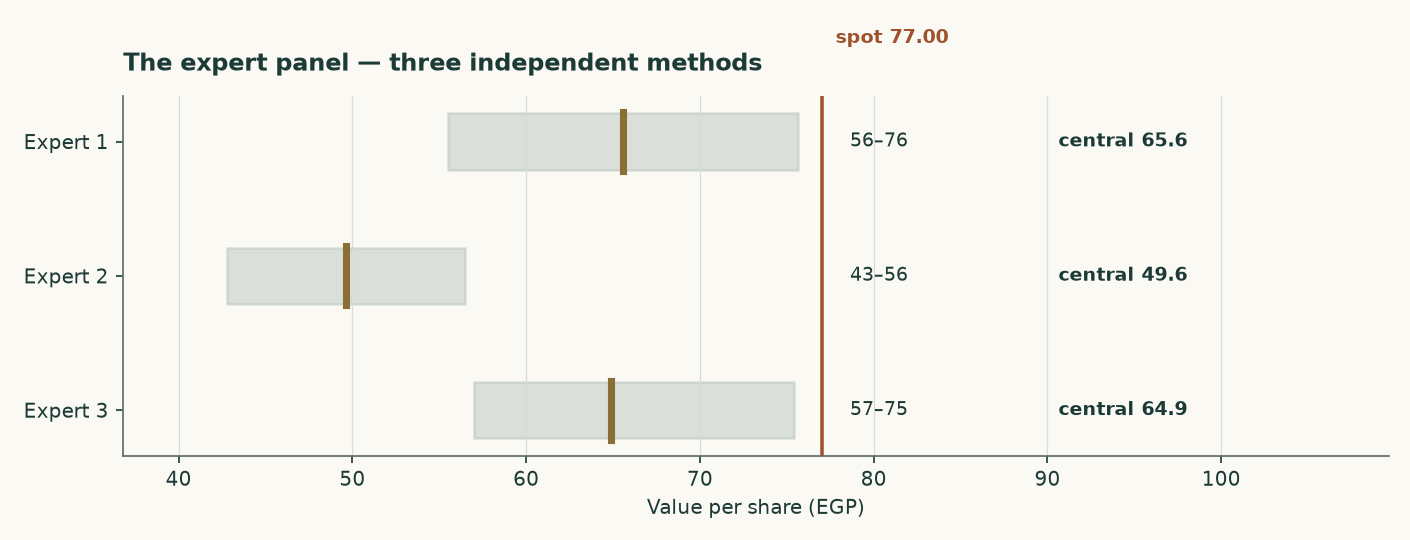 spot 77.00
The expert panel — three independent methods
Expert 1 56–76 central 65.6
Expert 2 43–56 central 49.6
Expert 3 57–75 central 64.9
40 50 60 70 80 90 100
Value per share (EGP)